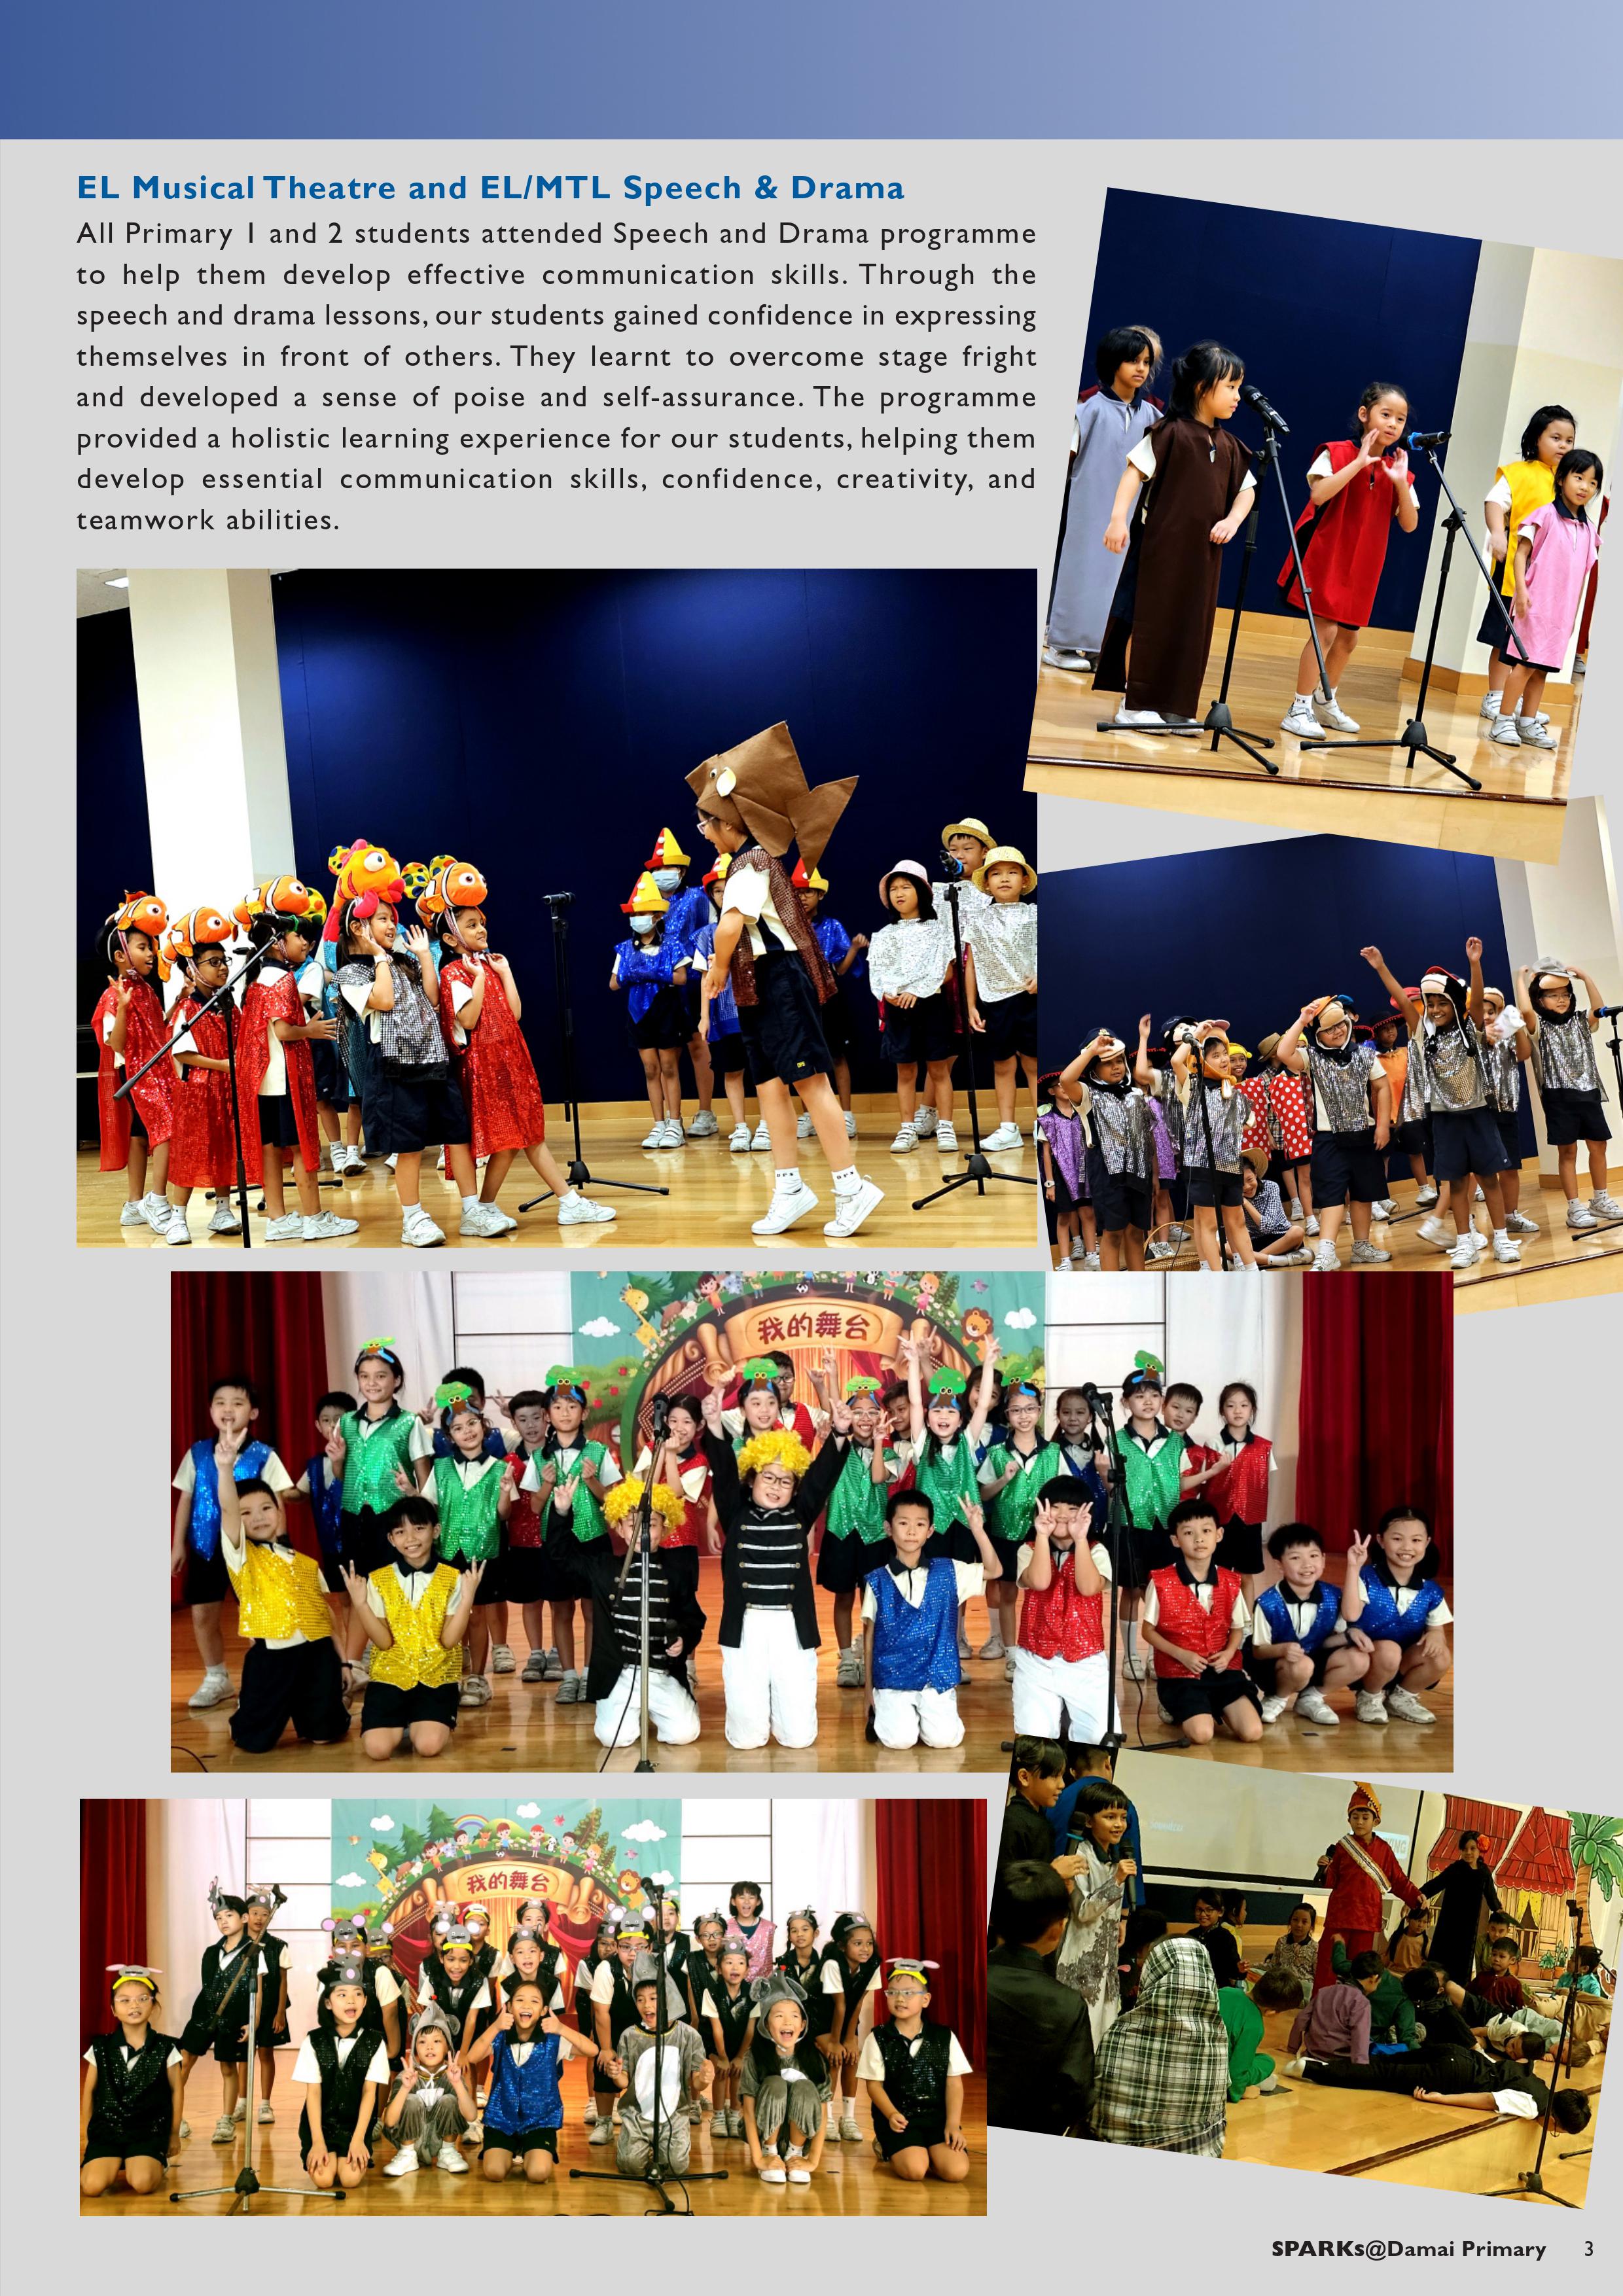 EL Musical Theatre and EL/MTL Speech & Drama
All Primary 1 and 2 students attended Speech and Drama programme
to help them develop effective communication skills. Through the
speech and drama lessons, our students gained confidence in expressing
themselves in front of others. They learnt to overcome stage fright
and developed a sense of poise and self-assurance. The programme
provided a holistic learning experience for our students, helping them
develop essential communication skills, confidence, creativity, and
teamwork abilities.
我的舞台
我的舞台
SPARKs@Damai Primary 3